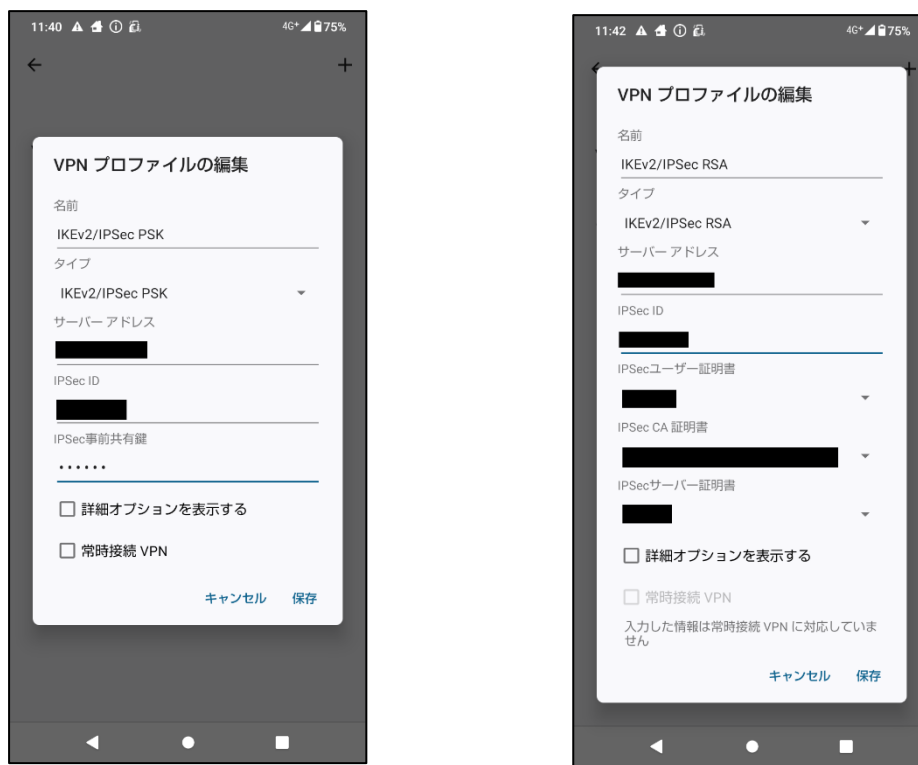 11:40 4G+ 75%
VPN プロファイルの編集
名前
IKEv2/IPSec PSK
タイプ
IKEv2/IPSec PSK
サーバー アドレス
IPSec ID
IPSec事前共有鍵
······
詳細オプションを表示する
常時接続 VPN
キャンセル 保存
11:42 4G+ 75%
VPN プロファイルの編集
名前
IKEv2/IPSec RSA
タイプ
IKEv2/IPSec RSA
サーバー アドレス
IPSec ID
IPSecユーザー証明書
IPSec CA 証明書
IPSecサーバー証明書
詳細オプションを表示する
常時接続 VPN
入力した情報は常時接続 VPN に対応していま
せん
キャンセル 保存